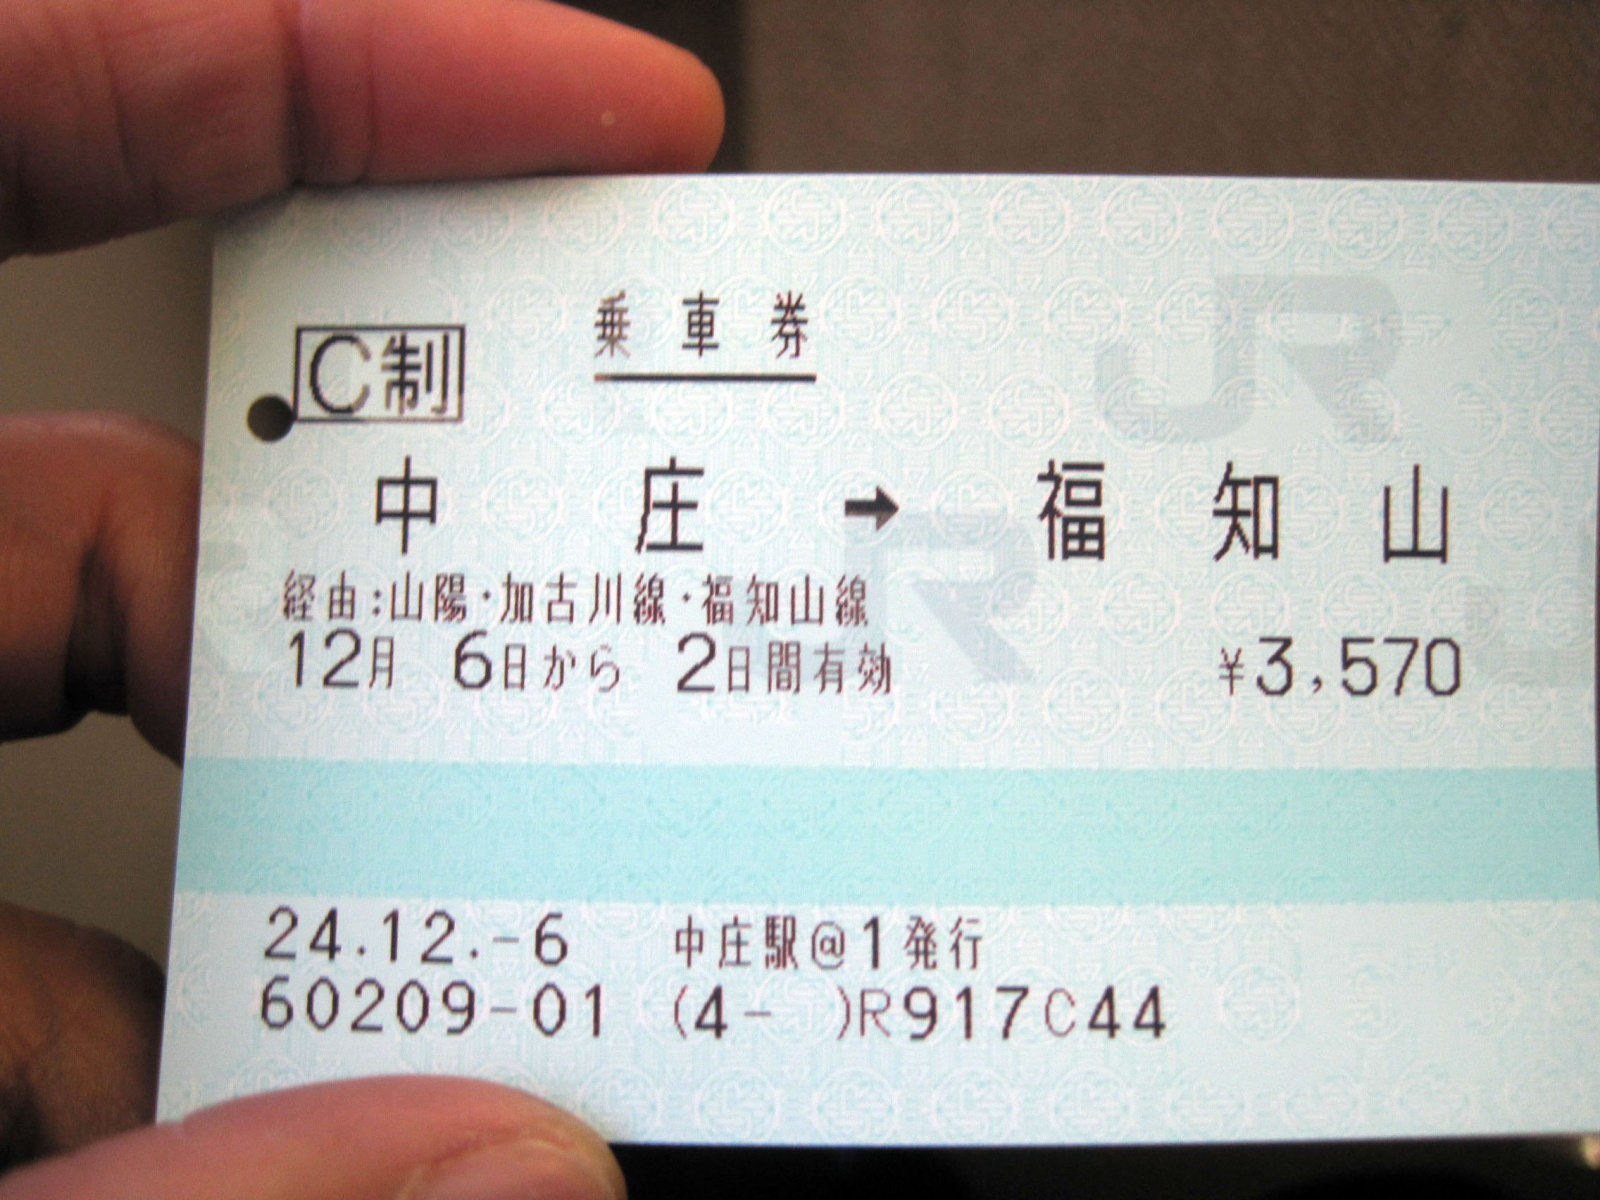 C制
乗車券
中庄→福知山
経由:山陽・加古川線・福知山線
12月 6日から 2日間有効 ¥3,570
24.12.-6 中庄駅@1発行
60209-01 (4- )R917C44
JR
R